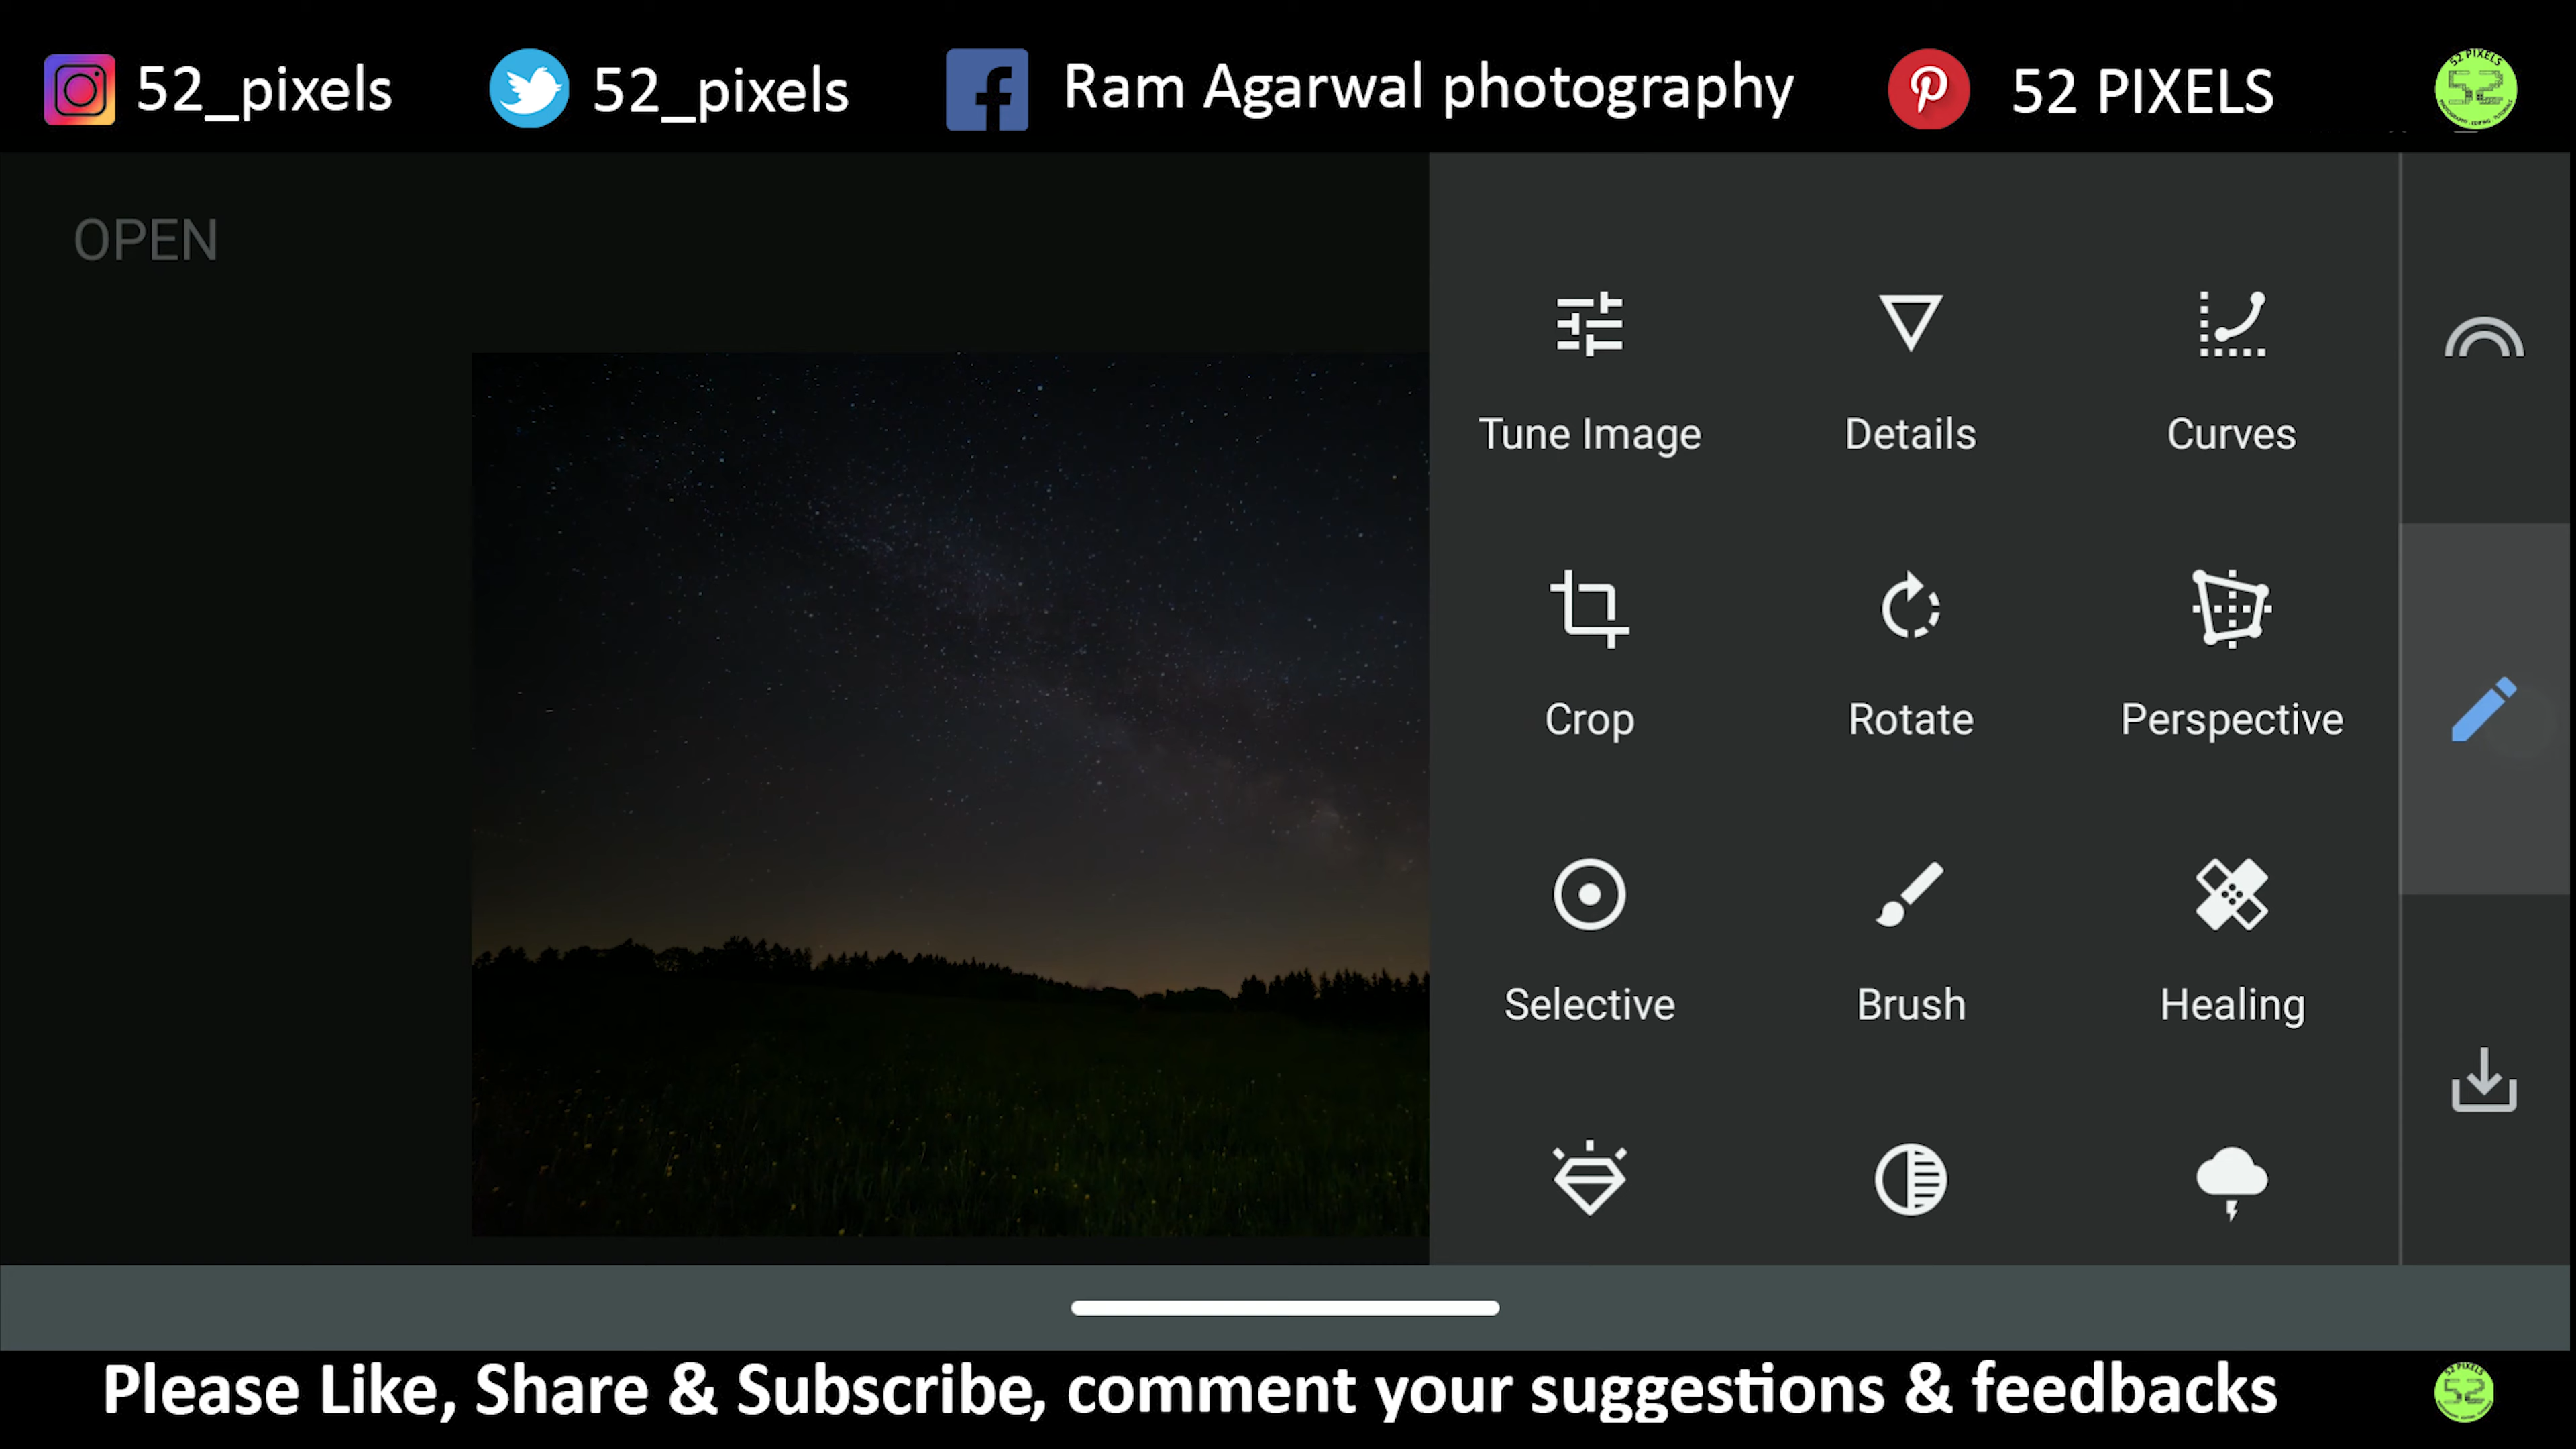 52_pixels 52_pixels Ram Agarwal photography 52 PIXELS
OPEN
Tune Image Details Curves
Crop Rotate Perspective
Selective Brush Healing
Please Like, Share & Subscribe, comment your suggestions & feedbacks